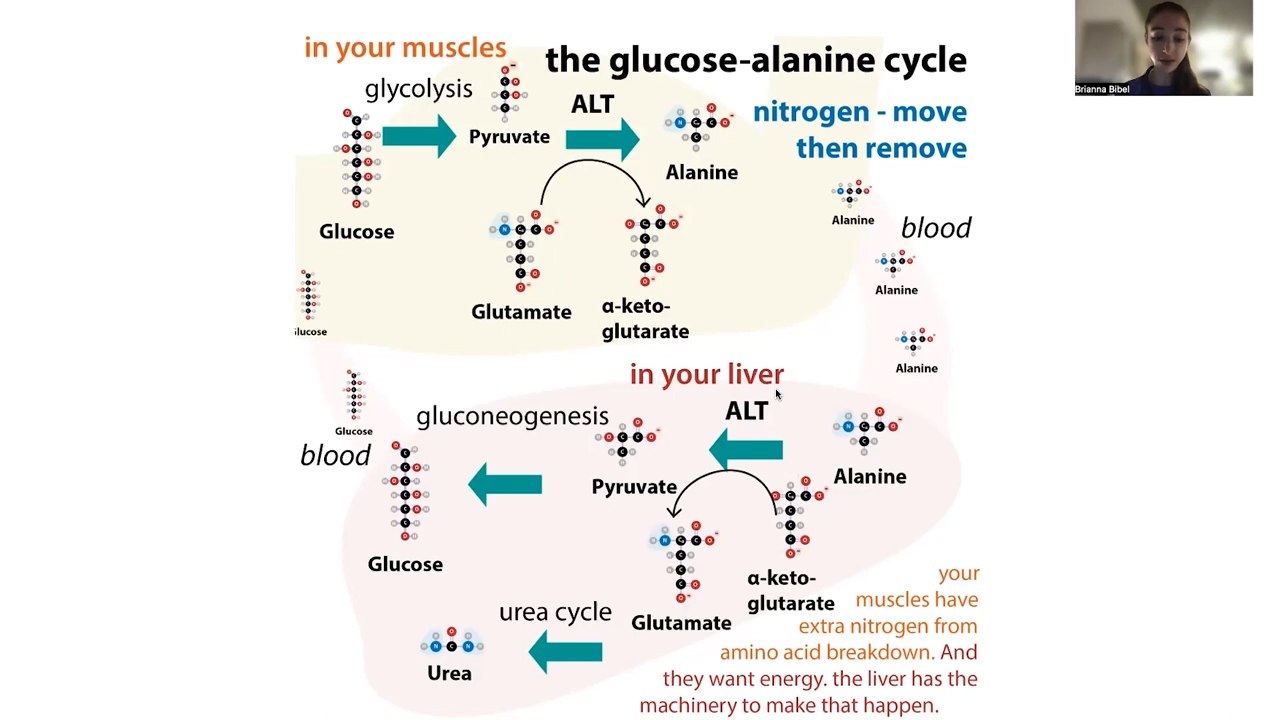 in your muscles
the glucose-alanine cycle
nitrogen - move
then remove
glycolysis
Pyruvate
ALT
Alanine
Glucose
Glutamate
α-keto-
glutarate
Alanine
blood
Alanine
Alanine
lucose
Glucose
blood
in your liver
ALT
gluconeogenesis
Pyruvate
Alanine
Glucose
α-keto-
glutarate
Glutamate
urea cycle
Urea
your
muscles have
extra nitrogen from
amino acid breakdown. And
they want energy. the liver has the
machinery to make that happen.
Brianna Bibel